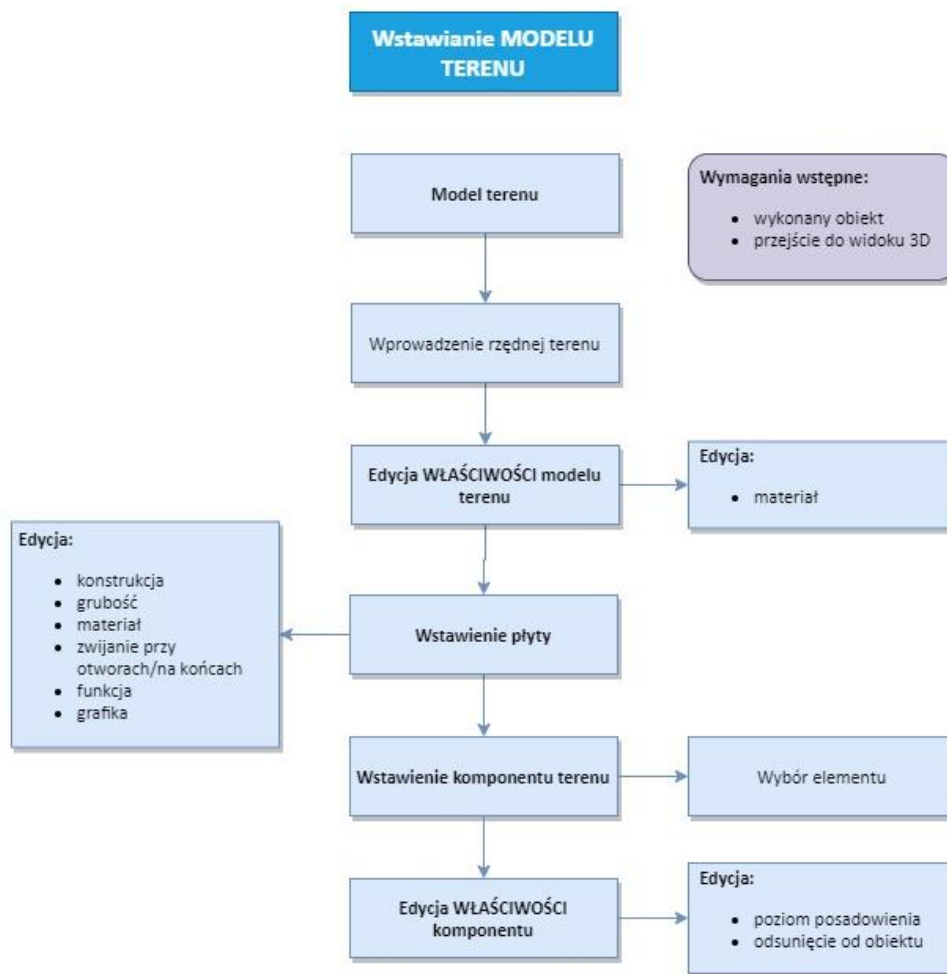 Wstawianie MODELU
TERENU
Model terenu
Wymagania wstępne:
• wykonany obiekt
• przejście do widoku 3D
Wprowadzenie rzędnej terenu
Edycja WŁAŚCIWOŚCI modelu
terenu
Edycja:
• materiał
Edycja:
• konstrukcja
• grubość
• materiał
• zwijanie przy
otworach/na końcach
• funkcja
• grafika
Wstawienie płyty
Wstawienie komponentu terenu
Wybór elementu
Edycja WŁAŚCIWOŚCI
komponentu
Edycja:
• poziom posadowienia
• odsunięcie od obiektu